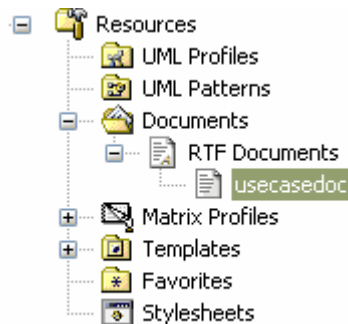 Resources
UML Profiles
UML Patterns
Documents
RTF Documents
usecasedoc
Matrix Profiles
Templates
Favorites
Stylesheets